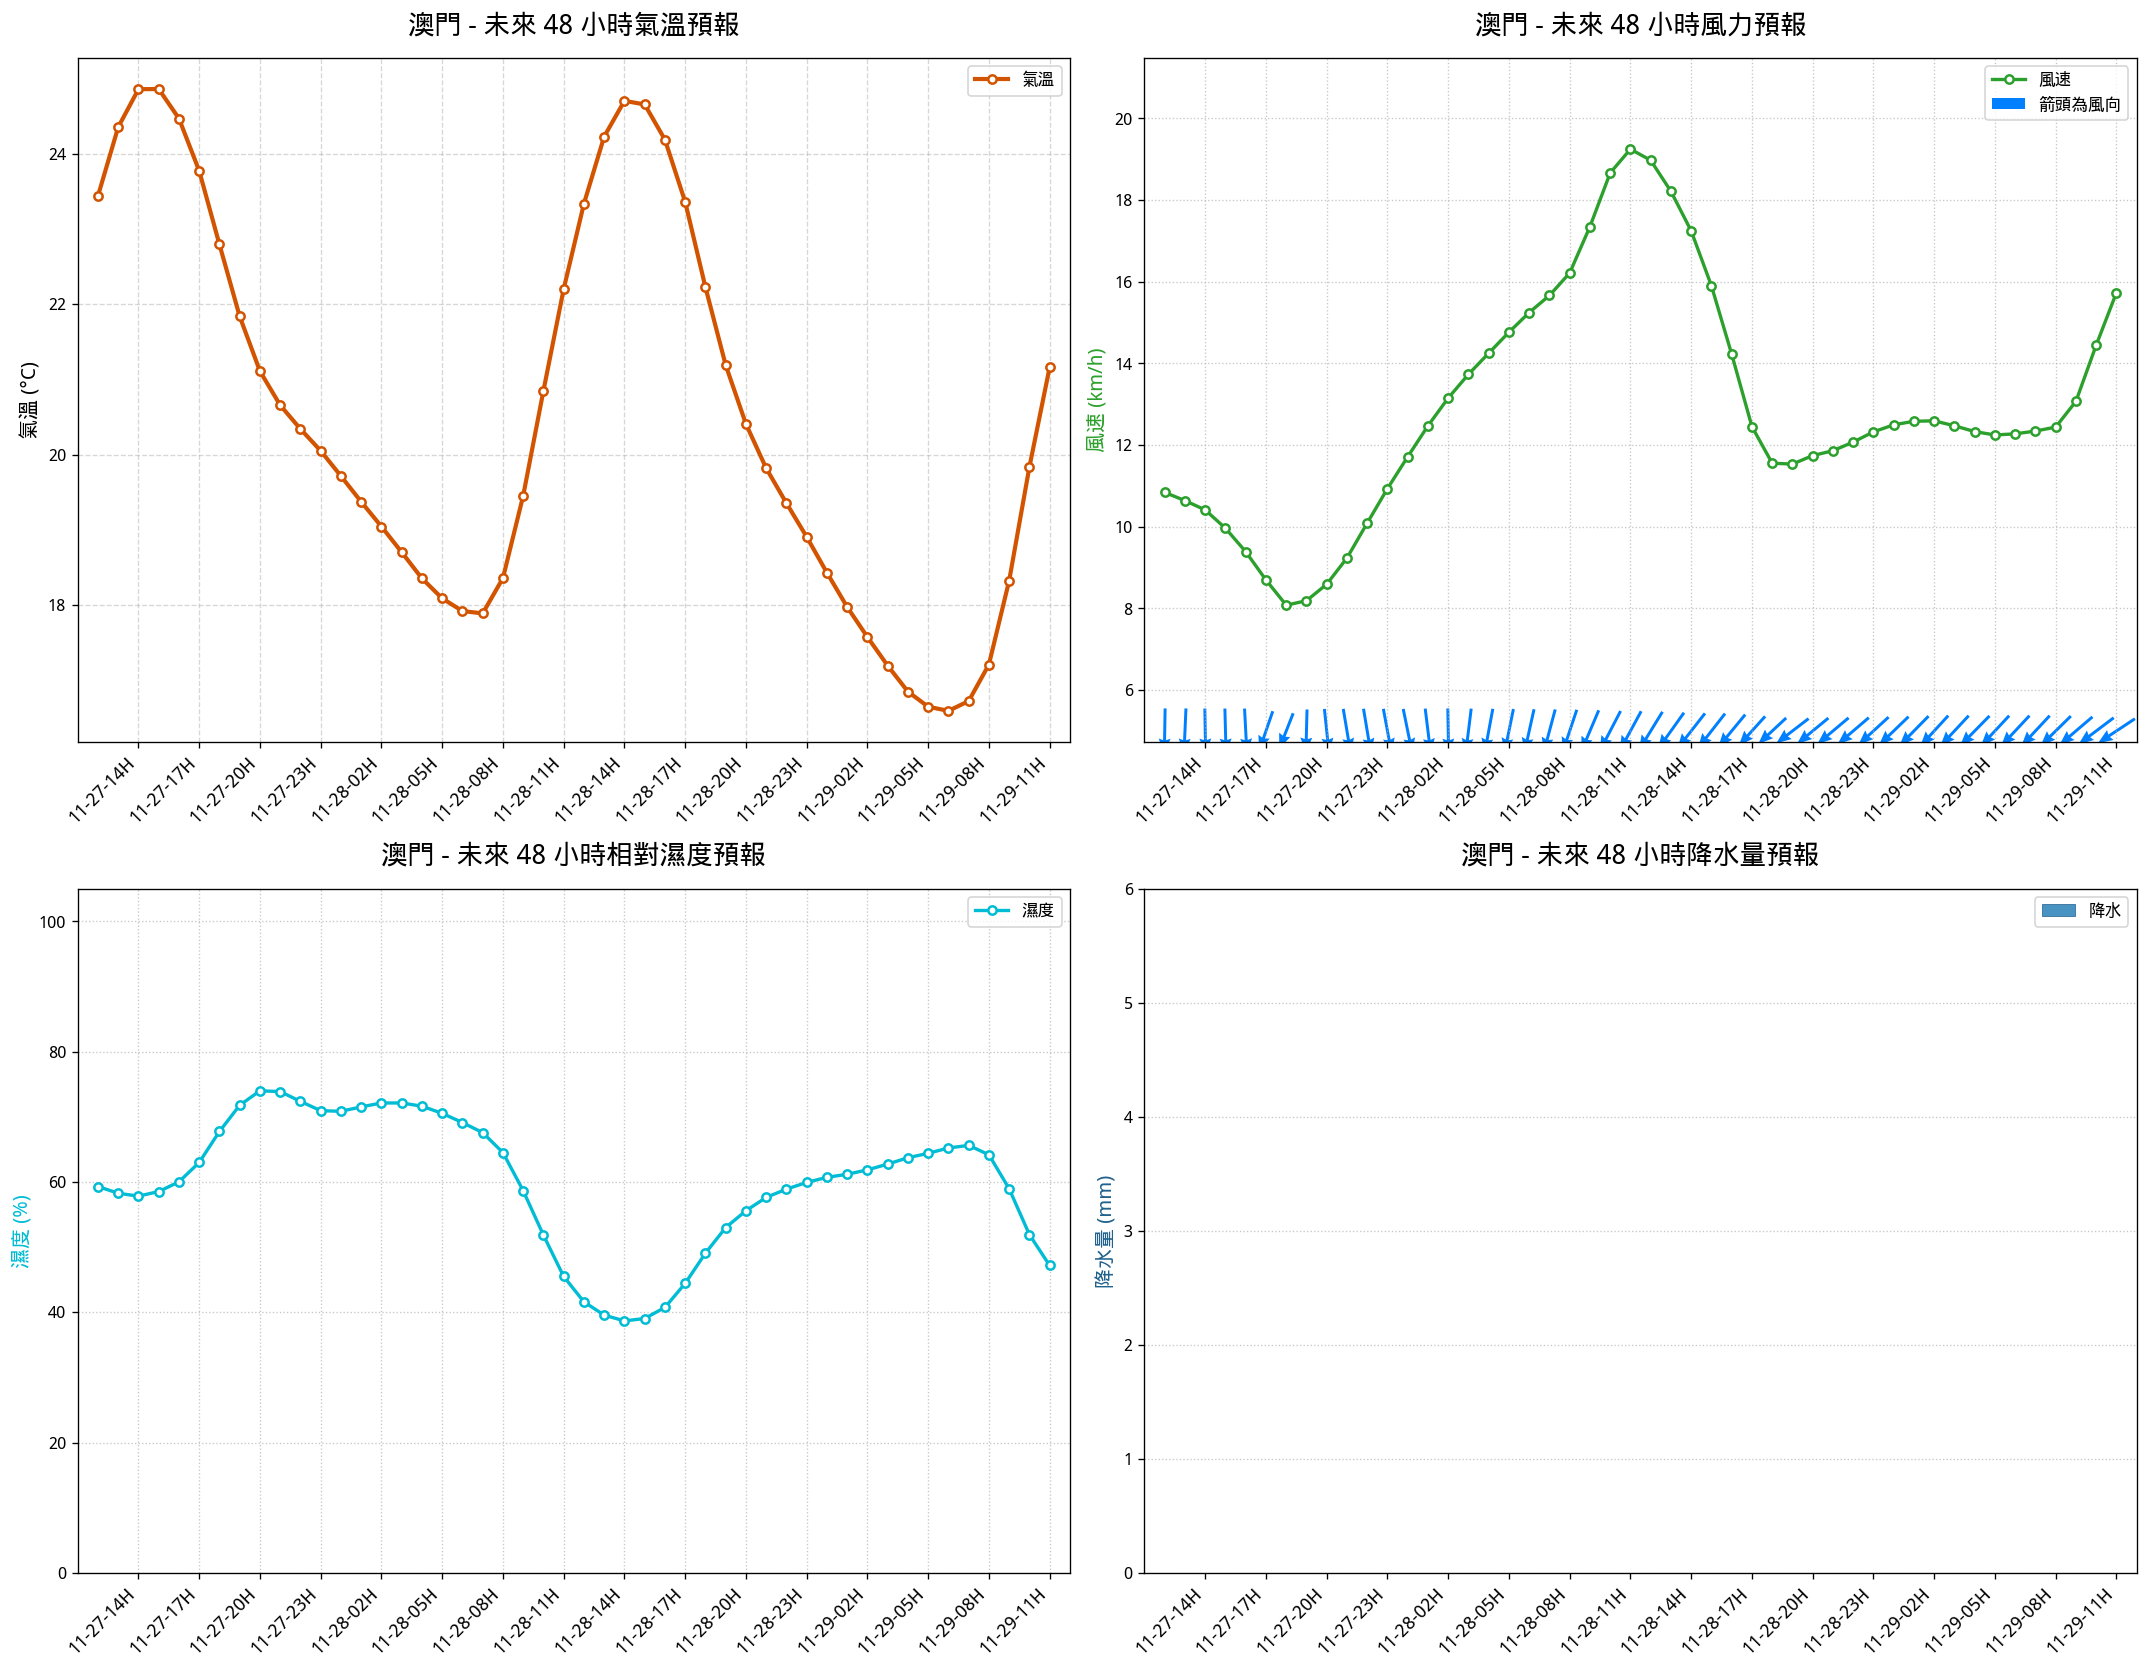 澳門 - 未來 48 小時氣溫預報
氣溫
氣溫 (°C)
24
22
20
18
11-27-14H
11-27-17H
11-27-20H
11-27-23H
11-28-02H
11-28-05H
11-28-08H
11-28-11H
11-28-14H
11-28-17H
11-28-20H
11-28-23H
11-29-02H
11-29-05H
11-29-08H
11-29-11H
澳門 - 未來 48 小時風力預報
風速
箭頭為風向
風速 (km/h)
20
18
16
14
12
10
8
6
11-27-14H
11-27-17H
11-27-20H
11-27-23H
11-28-02H
11-28-05H
11-28-08H
11-28-11H
11-28-14H
11-28-17H
11-28-20H
11-28-23H
11-29-02H
11-29-05H
11-29-08H
11-29-11H
澳門 - 未來 48 小時相對濕度預報
濕度
濕度 (%)
100
80
60
40
20
0
11-27-14H
11-27-17H
11-27-20H
11-27-23H
11-28-02H
11-28-05H
11-28-08H
11-28-11H
11-28-14H
11-28-17H
11-28-20H
11-28-23H
11-29-02H
11-29-05H
11-29-08H
11-29-11H
澳門 - 未來 48 小時降水量預報
降水
降水量 (mm)
6
5
4
3
2
1
0
11-27-14H
11-27-17H
11-27-20H
11-27-23H
11-28-02H
11-28-05H
11-28-08H
11-28-11H
11-28-14H
11-28-17H
11-28-20H
11-28-23H
11-29-02H
11-29-05H
11-29-08H
11-29-11H